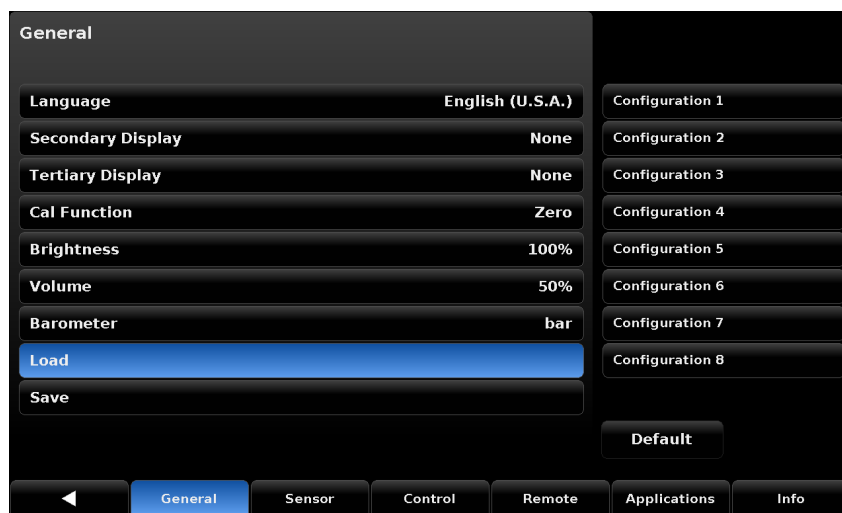 General
Language English (U.S.A.)
Secondary Display None
Tertiary Display None
Cal Function Zero
Brightness 100%
Volume 50%
Barometer bar
Load
Save
Configuration 1
Configuration 2
Configuration 3
Configuration 4
Configuration 5
Configuration 6
Configuration 7
Configuration 8
Default
General Sensor Control Remote Applications Info